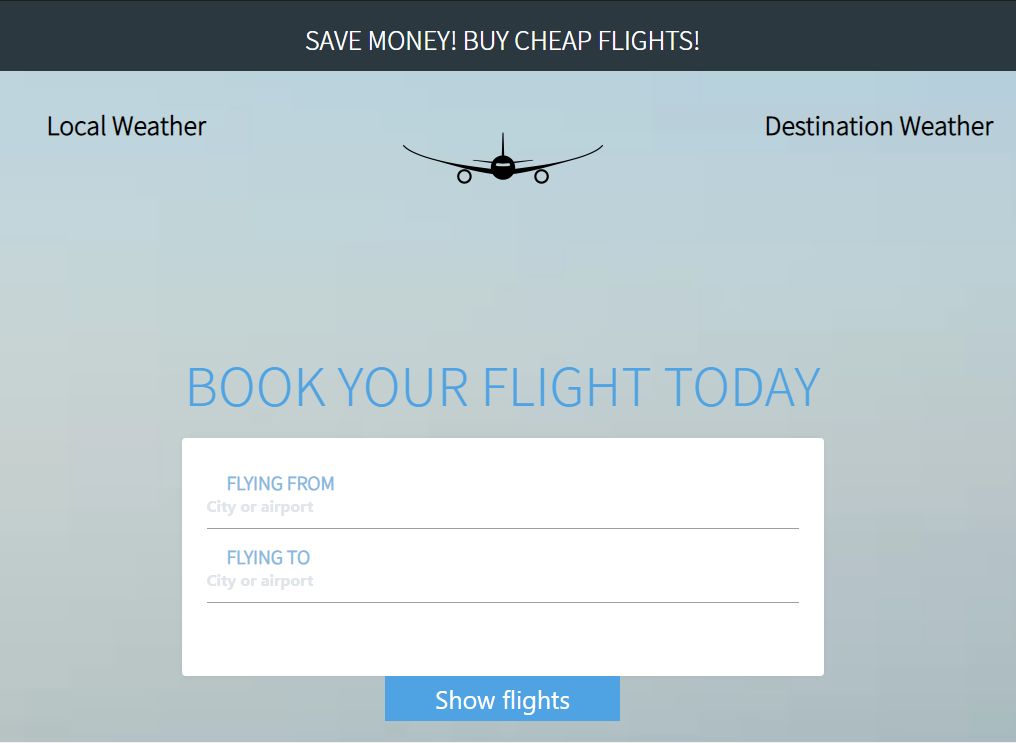 SAVE MONEY! BUY CHEAP FLIGHTS!
Local Weather
Destination Weather
BOOK YOUR FLIGHT TODAY
FLYING FROM
City or airport
FLYING TO
City or airport
Show flights